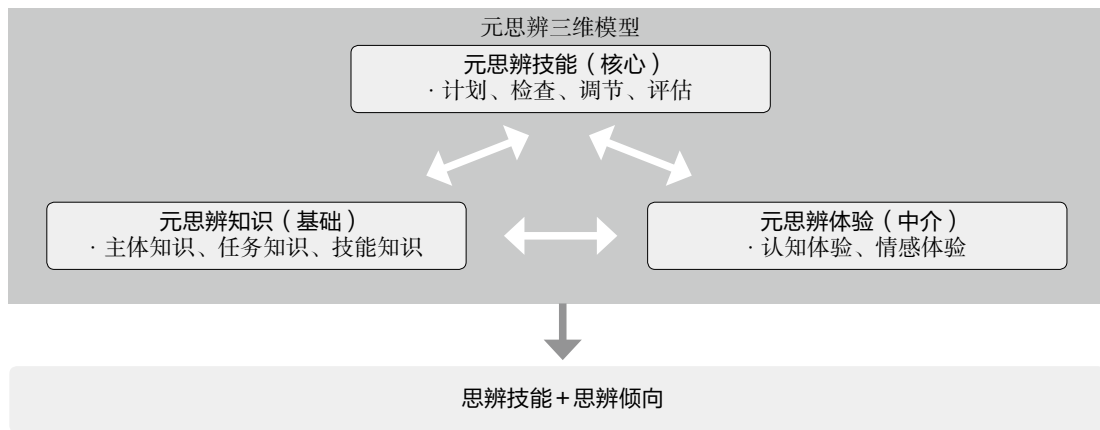 元思辨三维模型
元思辨技能（核心）
·计划、检查、调节、评估
元思辨知识（基础）
·主体知识、任务知识、技能知识
元思辨体验（中介）
·认知体验、情感体验
思辨技能+思辨倾向